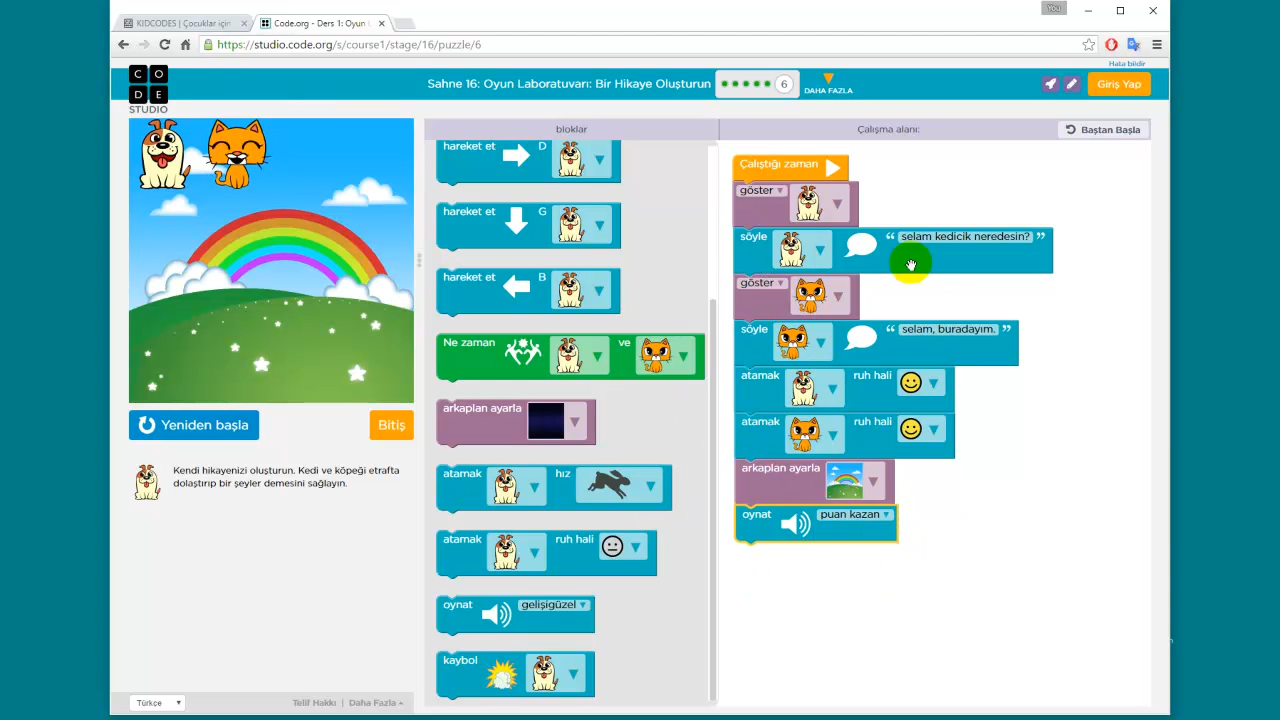 You
KIDCODES | Çocuklar için
Code.org - Ders 1: Oyun L
https://studio.code.org/s/course1/stage/16/puzzle/6
Hata bildir
C O
D E
STUDIO
Sahne 16: Oyun Laboratuvarı: Bir Hikaye Oluşturun
6
DAHA FAZLA
Giriş Yap
bloklar
Çalışma alanı:
Baştan Başla
hareket et D
hareket et G
hareket et B
Ne zaman ve
arkaplan ayarla
atamak hız
atamak ruh hali
oynat gelişigüzel
kaybol
Çalıştığı zaman
göster
söyle “ selam kedicik neredesin? ”
göster
söyle “ selam, buradayım. ”
atamak ruh hali
atamak ruh hali
arkaplan ayarla
oynat puan kazan
Yeniden başla
Bitiş
Kendi hikayenizi oluşturun. Kedi ve köpeği etrafta
dolaştırıp bir şeyler demesini sağlayın.
Türkçe
Telif Hakkı | Daha Fazla